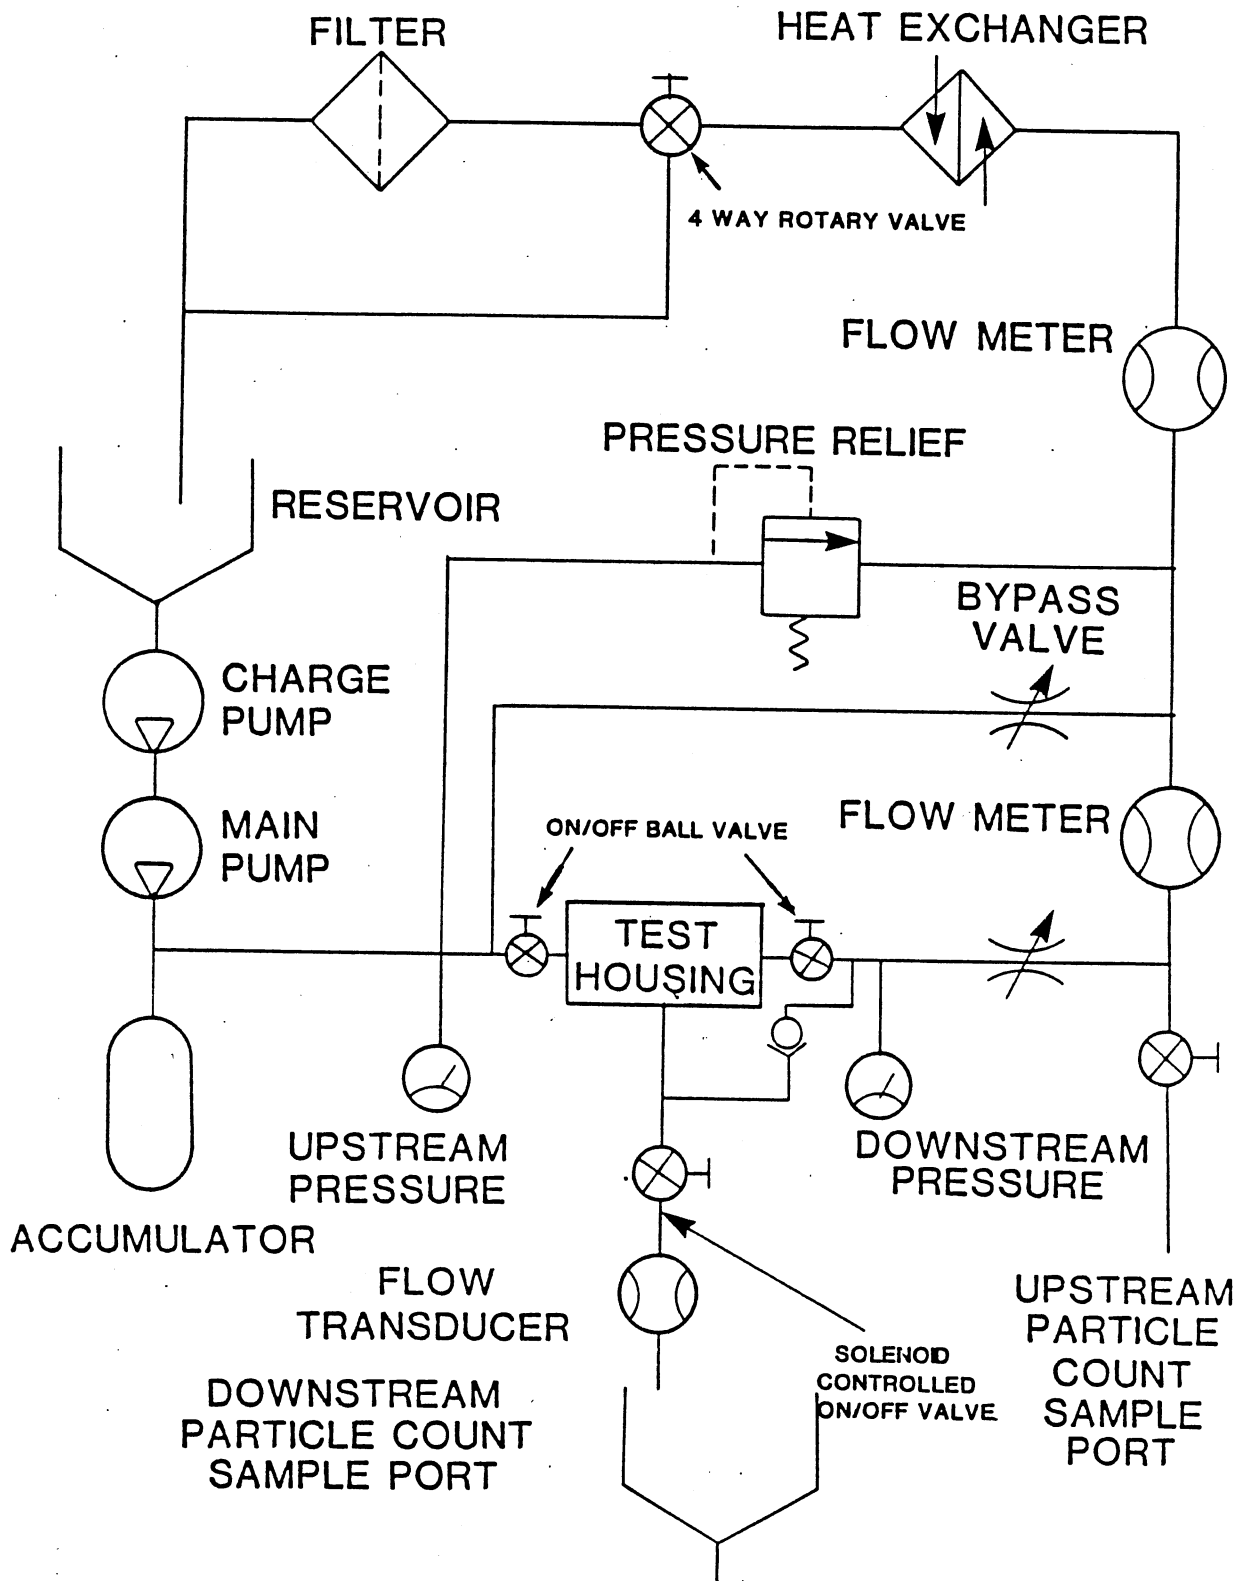 FILTER
HEAT EXCHANGER
4 WAY ROTARY VALVE
FLOW METER
PRESSURE RELIEF
RESERVOIR
BYPASS
VALVE
CHARGE
PUMP
MAIN
PUMP
ON/OFF BALL VALVE
FLOW METER
TEST
HOUSING
UPSTREAM
PRESSURE
DOWNSTREAM
PRESSURE
ACCUMULATOR
FLOW
TRANSDUCER
SOLENOID
CONTROLLED
ON/OFF VALVE
UPSTREAM
PARTICLE
COUNT
SAMPLE
PORT
DOWNSTREAM
PARTICLE COUNT
SAMPLE PORT